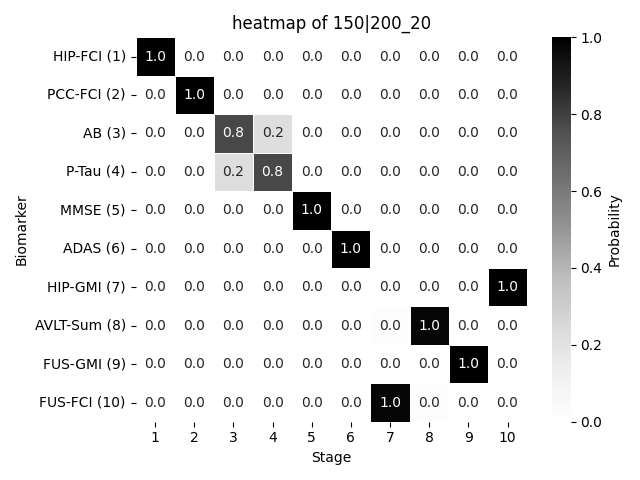 heatmap of 150|200_20
HIP-FCI (1) 1.0 0.0 0.0 0.0 0.0 0.0 0.0 0.0 0.0 0.0
PCC-FCI (2) 0.0 1.0 0.0 0.0 0.0 0.0 0.0 0.0 0.0 0.0
AB (3) 0.0 0.0 0.8 0.2 0.0 0.0 0.0 0.0 0.0 0.0
P-Tau (4) 0.0 0.0 0.2 0.8 0.0 0.0 0.0 0.0 0.0 0.0
MMSE (5) 0.0 0.0 0.0 0.0 1.0 0.0 0.0 0.0 0.0 0.0
ADAS (6) 0.0 0.0 0.0 0.0 0.0 1.0 0.0 0.0 0.0 0.0
HIP-GMI (7) 0.0 0.0 0.0 0.0 0.0 0.0 0.0 0.0 0.0 1.0
AVLT-Sum (8) 0.0 0.0 0.0 0.0 0.0 0.0 0.0 1.0 0.0 0.0
FUS-GMI (9) 0.0 0.0 0.0 0.0 0.0 0.0 0.0 0.0 1.0 0.0
FUS-FCI (10) 0.0 0.0 0.0 0.0 0.0 0.0 1.0 0.0 0.0 0.0
1 2 3 4 5 6 7 8 9 10
Stage
Biomarker
1.0
0.8
0.6
0.4
0.2
0.0
Probability